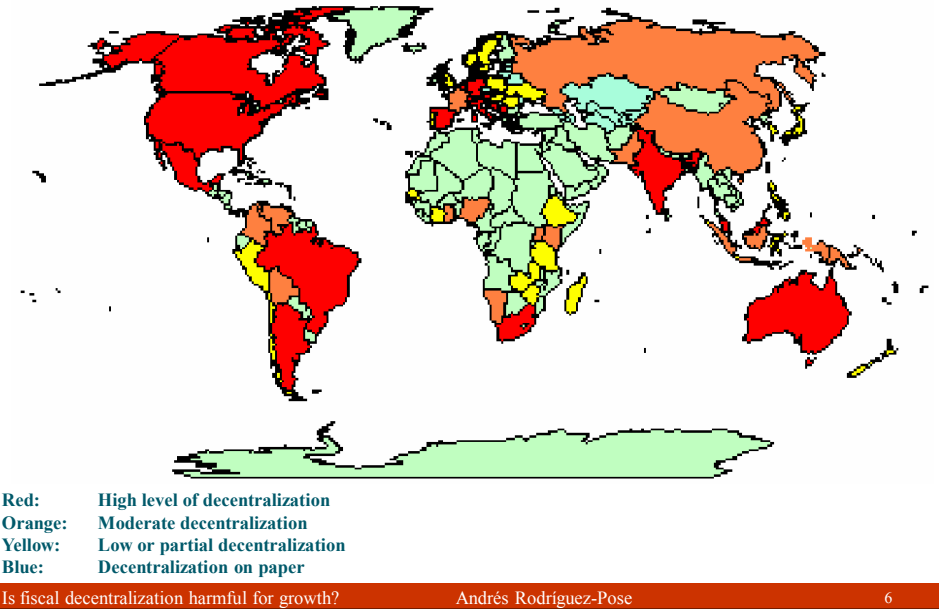 Red: High level of decentralization
Orange: Moderate decentralization
Yellow: Low or partial decentralization
Blue: Decentralization on paper
Is fiscal decentralization harmful for growth? Andrés Rodríguez-Pose 6